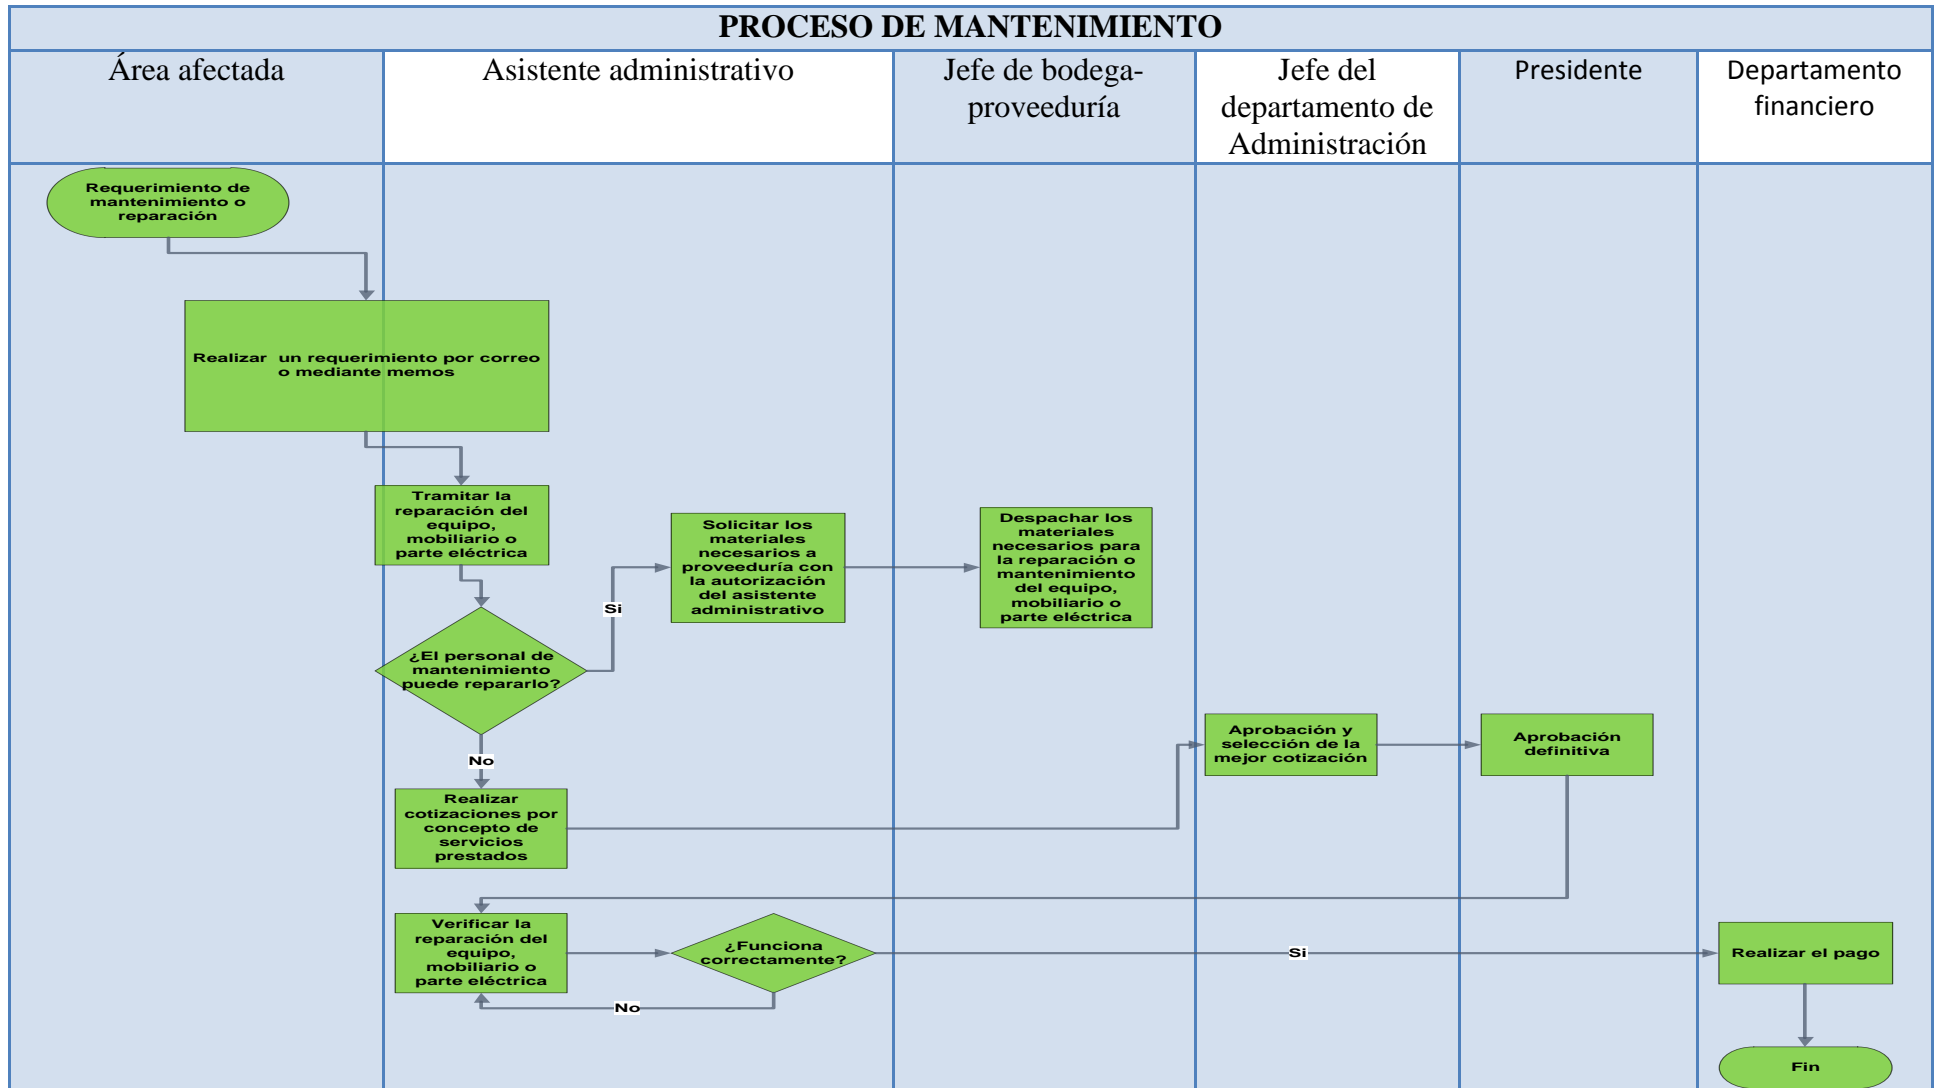 PROCESO DE MANTENIMIENTO
Área afectada
Asistente administrativo
Jefe de bodega-
proveeduría
Jefe del
departamento de
Administración
Presidente
Departamento
financiero
Requerimiento de
mantenimiento o
reparación
Realizar un requerimiento por correo
o mediante memos
Tramitar la
reparación del
equipo,
mobiliario o
parte eléctrica
Solicitar los
materiales
necesarios a
proveeduría con
la autorización
del asistente
administrativo
Despachar los
materiales
necesarios para
la reparación o
mantenimiento
del equipo,
mobiliario o
parte eléctrica
Si
¿El personal de
mantenimiento
puede repararlo?
No
Aprobación y
selección de la
mejor cotización
Aprobación
definitiva
Realizar
cotizaciones por
concepto de
servicios
prestados
Verificar la
reparación del
equipo,
mobiliario o
parte eléctrica
¿Funciona
correctamente?
Si
Realizar el pago
No
Fin